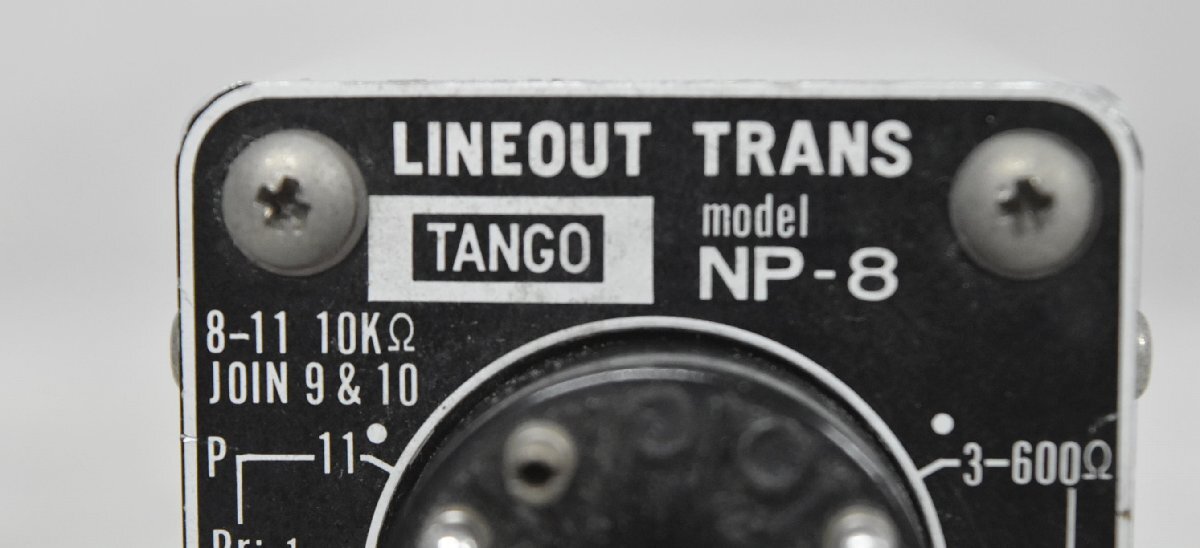 LINEOUT TRANS
TANGO
model
NP-8
8-11 10KΩ
JOIN 9 & 10
P 11
3-600Ω